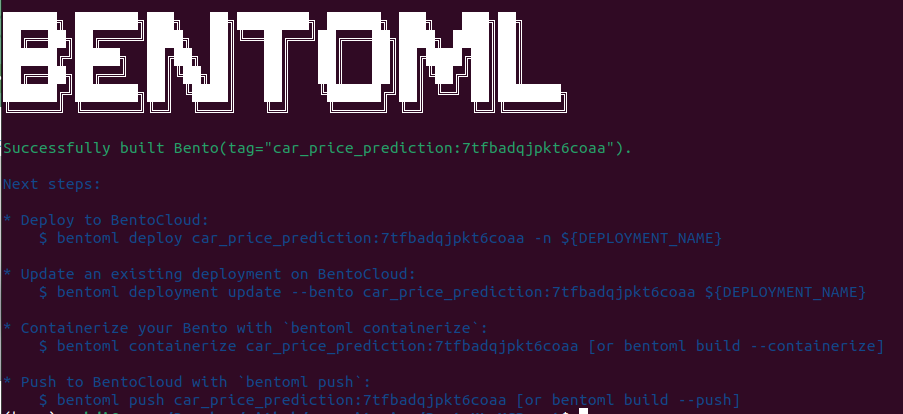 BENTOML
Successfully built Bento(tag="car_price_prediction:7tfbadqjpkt6coaa").
Next steps:
* Deploy to BentoCloud:
$ bentoml deploy car_price_prediction:7tfbadqjpkt6coaa -n ${DEPLOYMENT_NAME}
* Update an existing deployment on BentoCloud:
$ bentoml deployment update --bento car_price_prediction:7tfbadqjpkt6coaa ${DEPLOYMENT_NAME}
* Containerize your Bento with `bentoml containerize`:
$ bentoml containerize car_price_prediction:7tfbadqjpkt6coaa [or bentoml build --containerize]
* Push to BentoCloud with `bentoml push`:
$ bentoml push car_price_prediction:7tfbadqjpkt6coaa [or bentoml build --push]